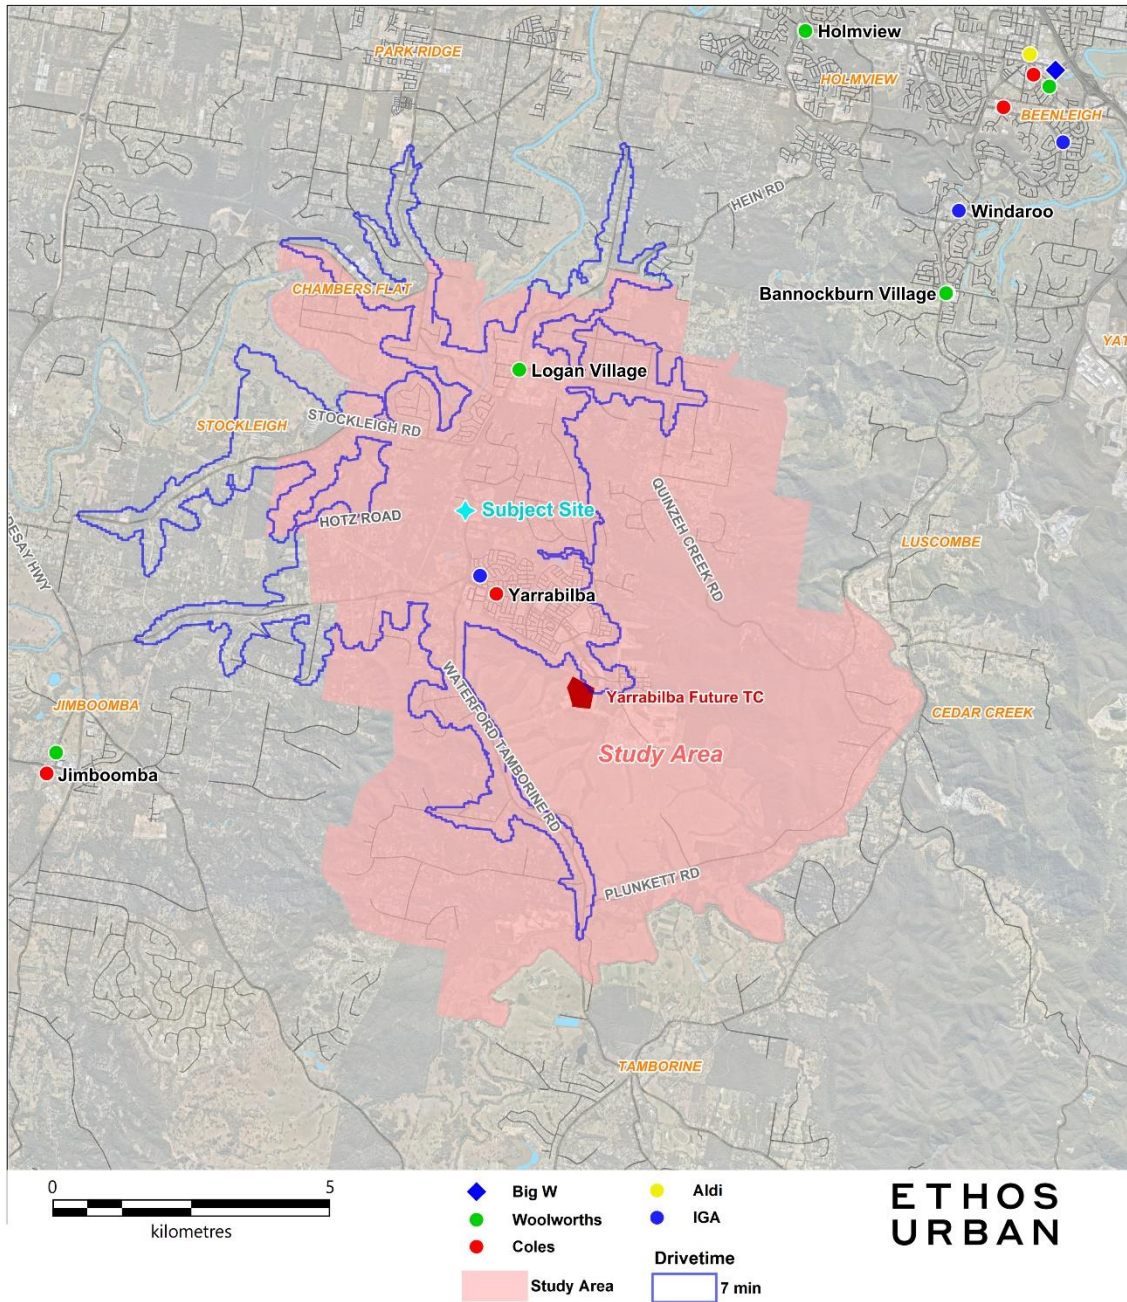 Holmview
PARK RIDGE
HOLMVIEW
BEENLEIGH
HEIN RD
Windaroo
CHAMBERS FLAT
Bannockburn Village
YAT
Logan Village
STOCKLEIGH RD
STOCKLEIGH
Subject Site
HOTZ ROAD
QUINZEH CREEK RD
LUSCOMBE
DESAY HWY
Yarrabilba
WATERFORD TAMBORINE RD
Yarrabilba Future TC
JIMBOOMBA
CEDAR CREEK
Study Area
Jimboomba
PLUNKETT RD
TAMBORINE
0 5
kilometres
Big W
Woolworths
Coles
Study Area
Aldi
IGA
Drivetime
7 min
ETHOS
URBAN